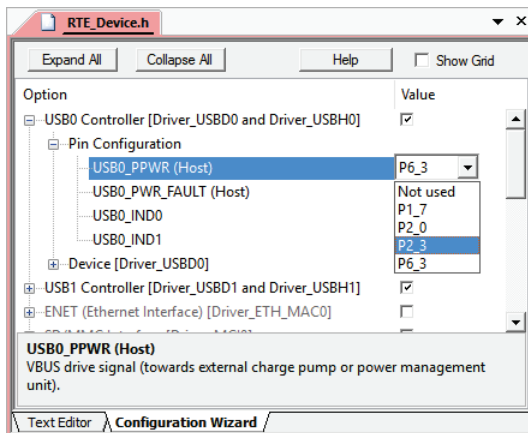 RTE_Device.h
Expand All Collapse All Help Show Grid
Option Value
USB0 Controller [Driver_USBD0 and Driver_USBH0]
Pin Configuration
USB0_PPWR (Host) P6_3
USB0_PWR_FAULT (Host) Not used
P1_7
USB0_IND0 P2_0
USB0_IND1 P2_3
Device [Driver_USBD0] P6_3
USB1 Controller [Driver_USBD1 and Driver_USBH1]
ENET (Ethernet Interface) [Driver_ETH_MAC0]
USB0_PPWR (Host)
VBUS drive signal (towards external charge pump or power management
unit).
Text Editor Configuration Wizard